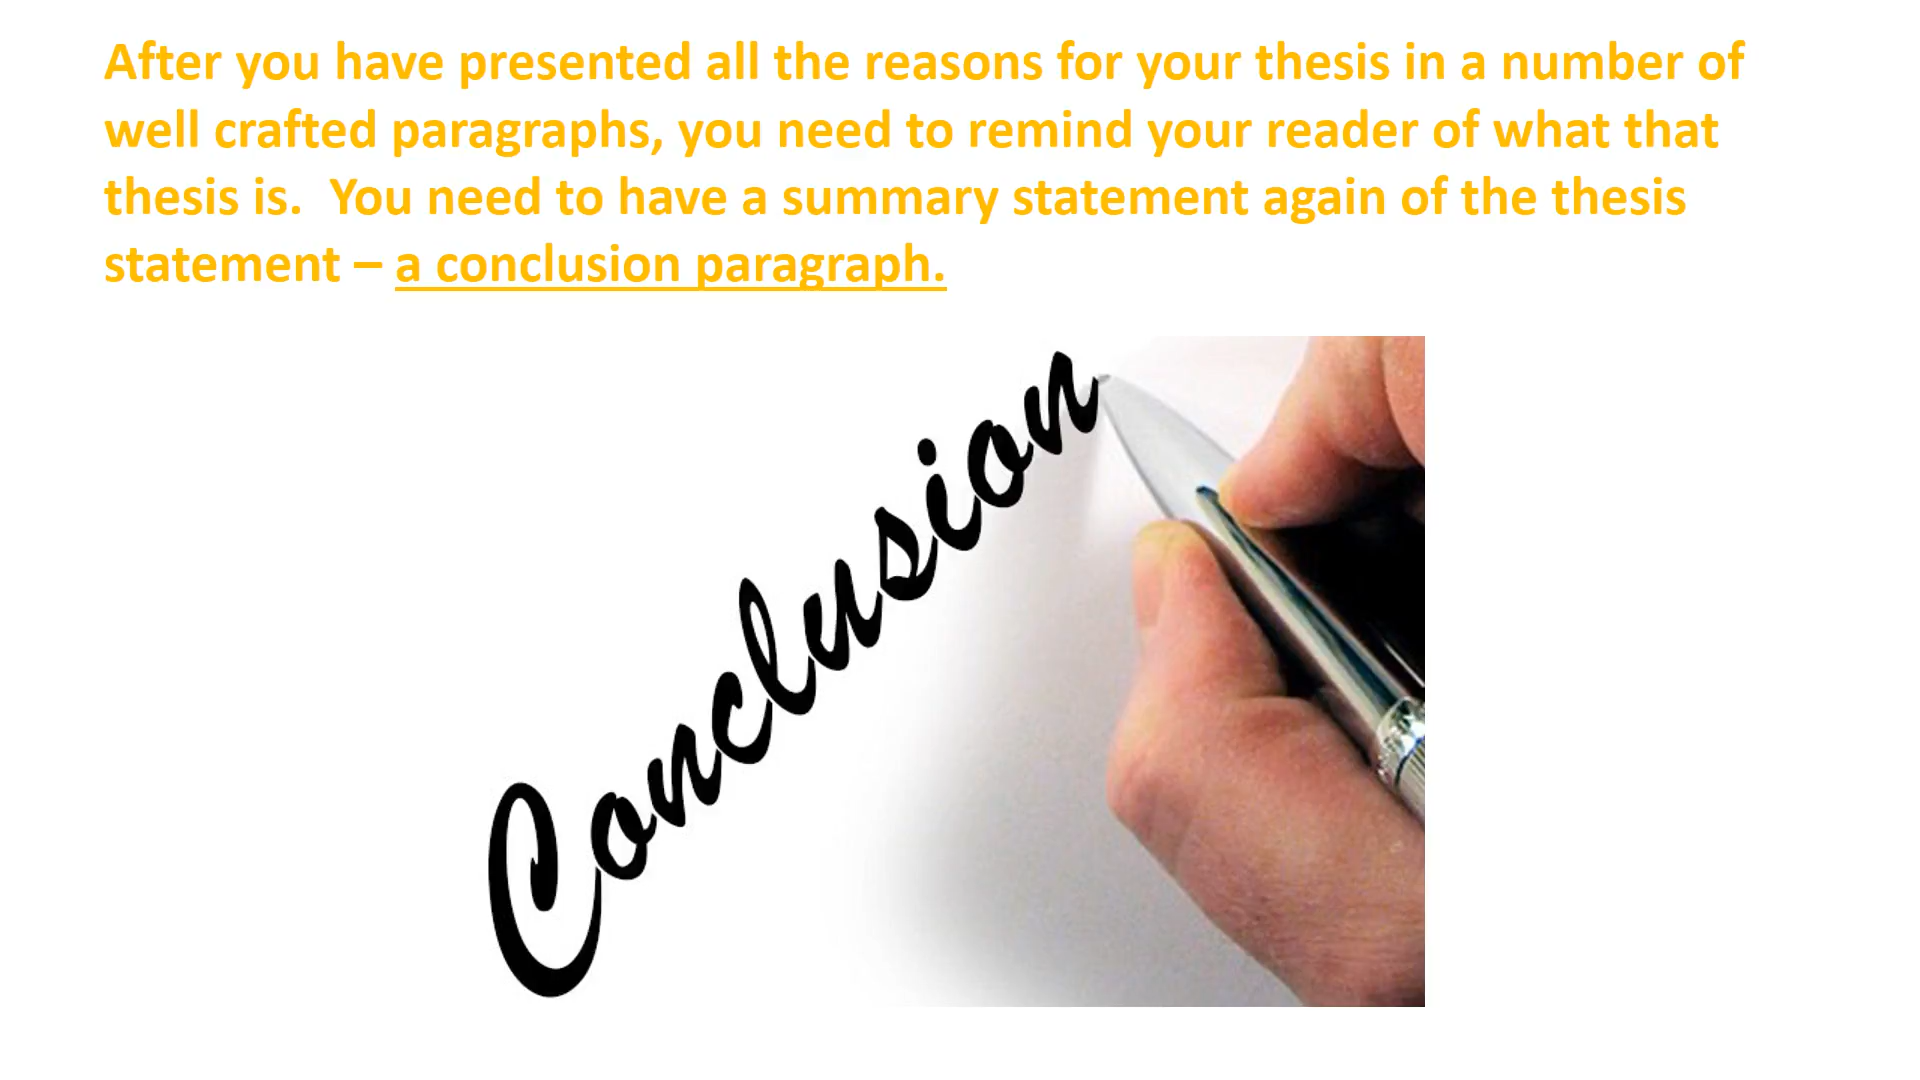 After you have presented all the reasons for your thesis in a number of
well crafted paragraphs, you need to remind your reader of what that
thesis is.  You need to have a summary statement again of the thesis
statement – a conclusion paragraph.
Conclusion